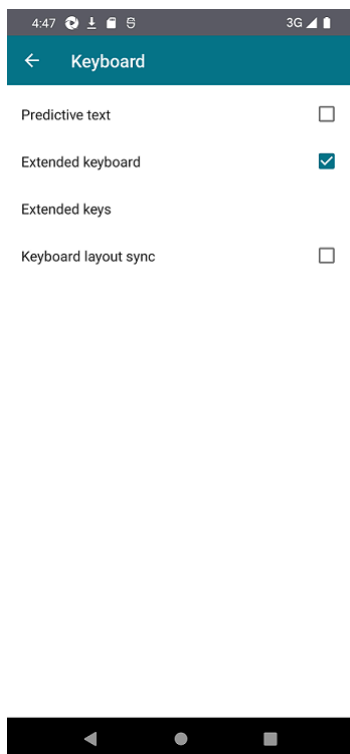 4:47
3G
Keyboard
Predictive text
Extended keyboard
Extended keys
Keyboard layout sync